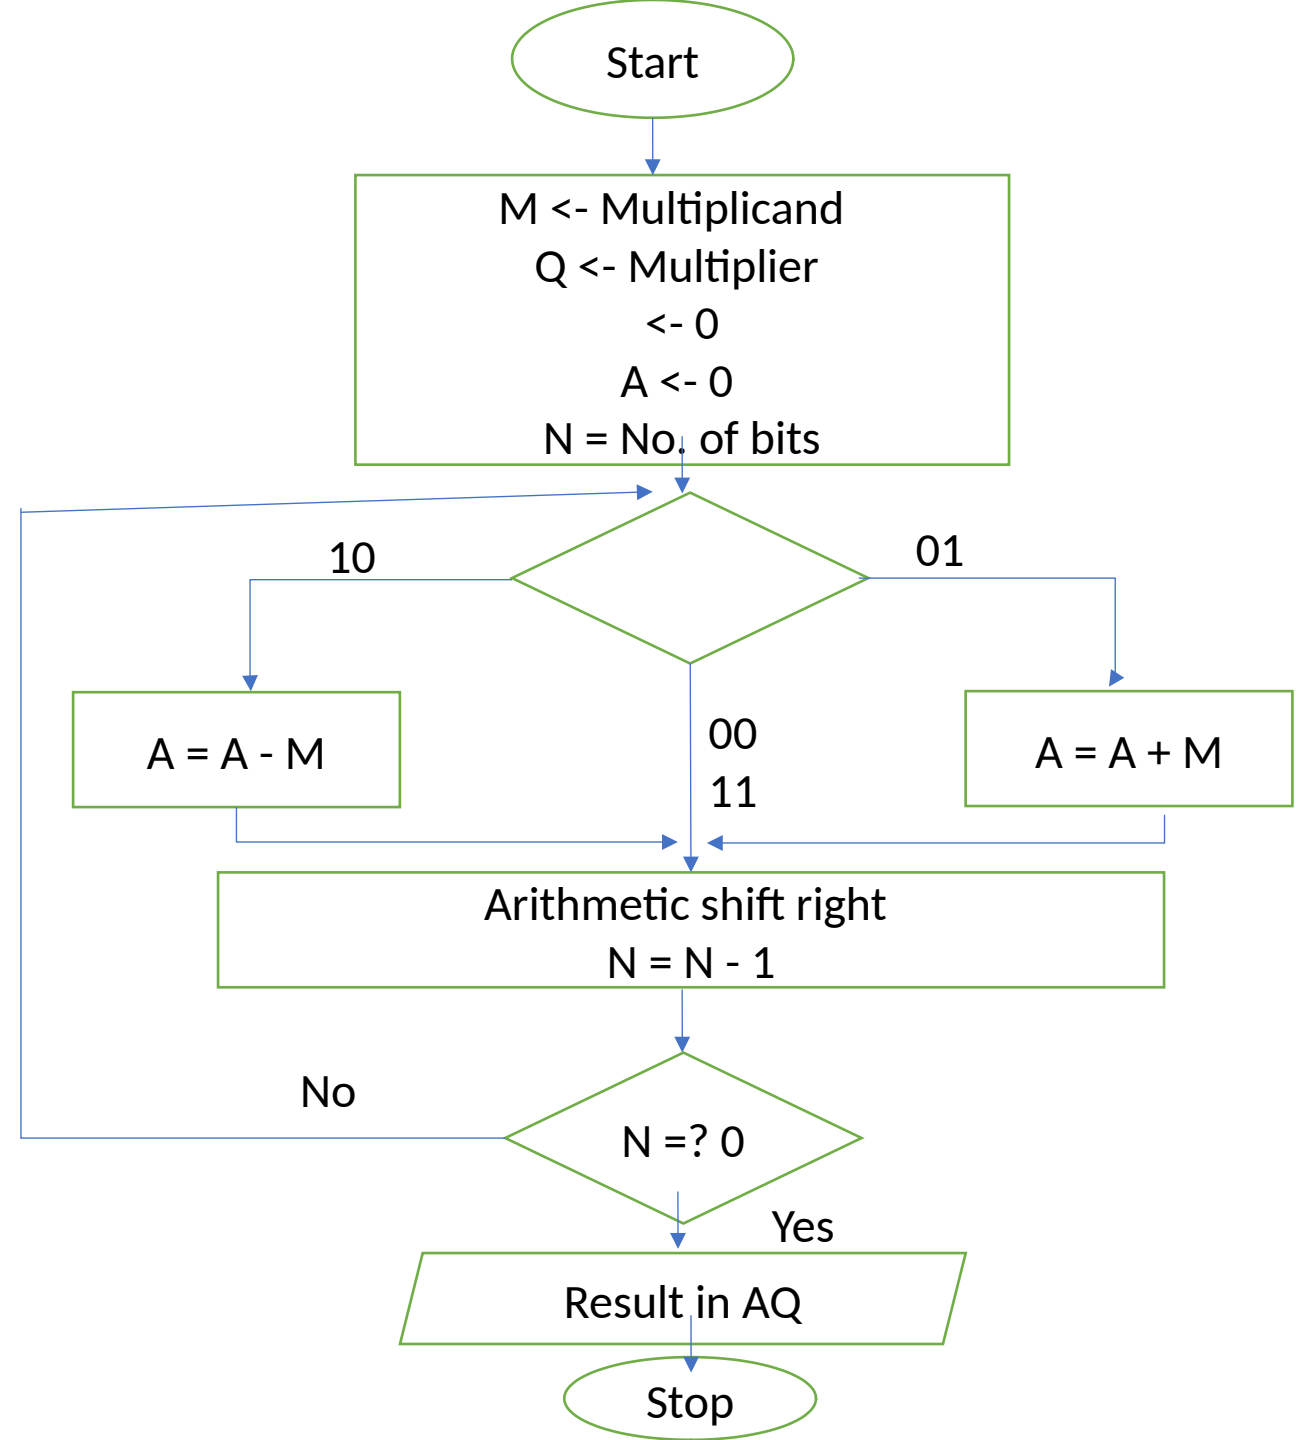 Start
M <- Multiplicand
Q <- Multiplier
<- 0
A <- 0
N = No. of bits
10
01
A = A - M
00
11
A = A + M
Arithmetic shift right
N = N - 1
No
N =? 0
Yes
Result in AQ
Stop